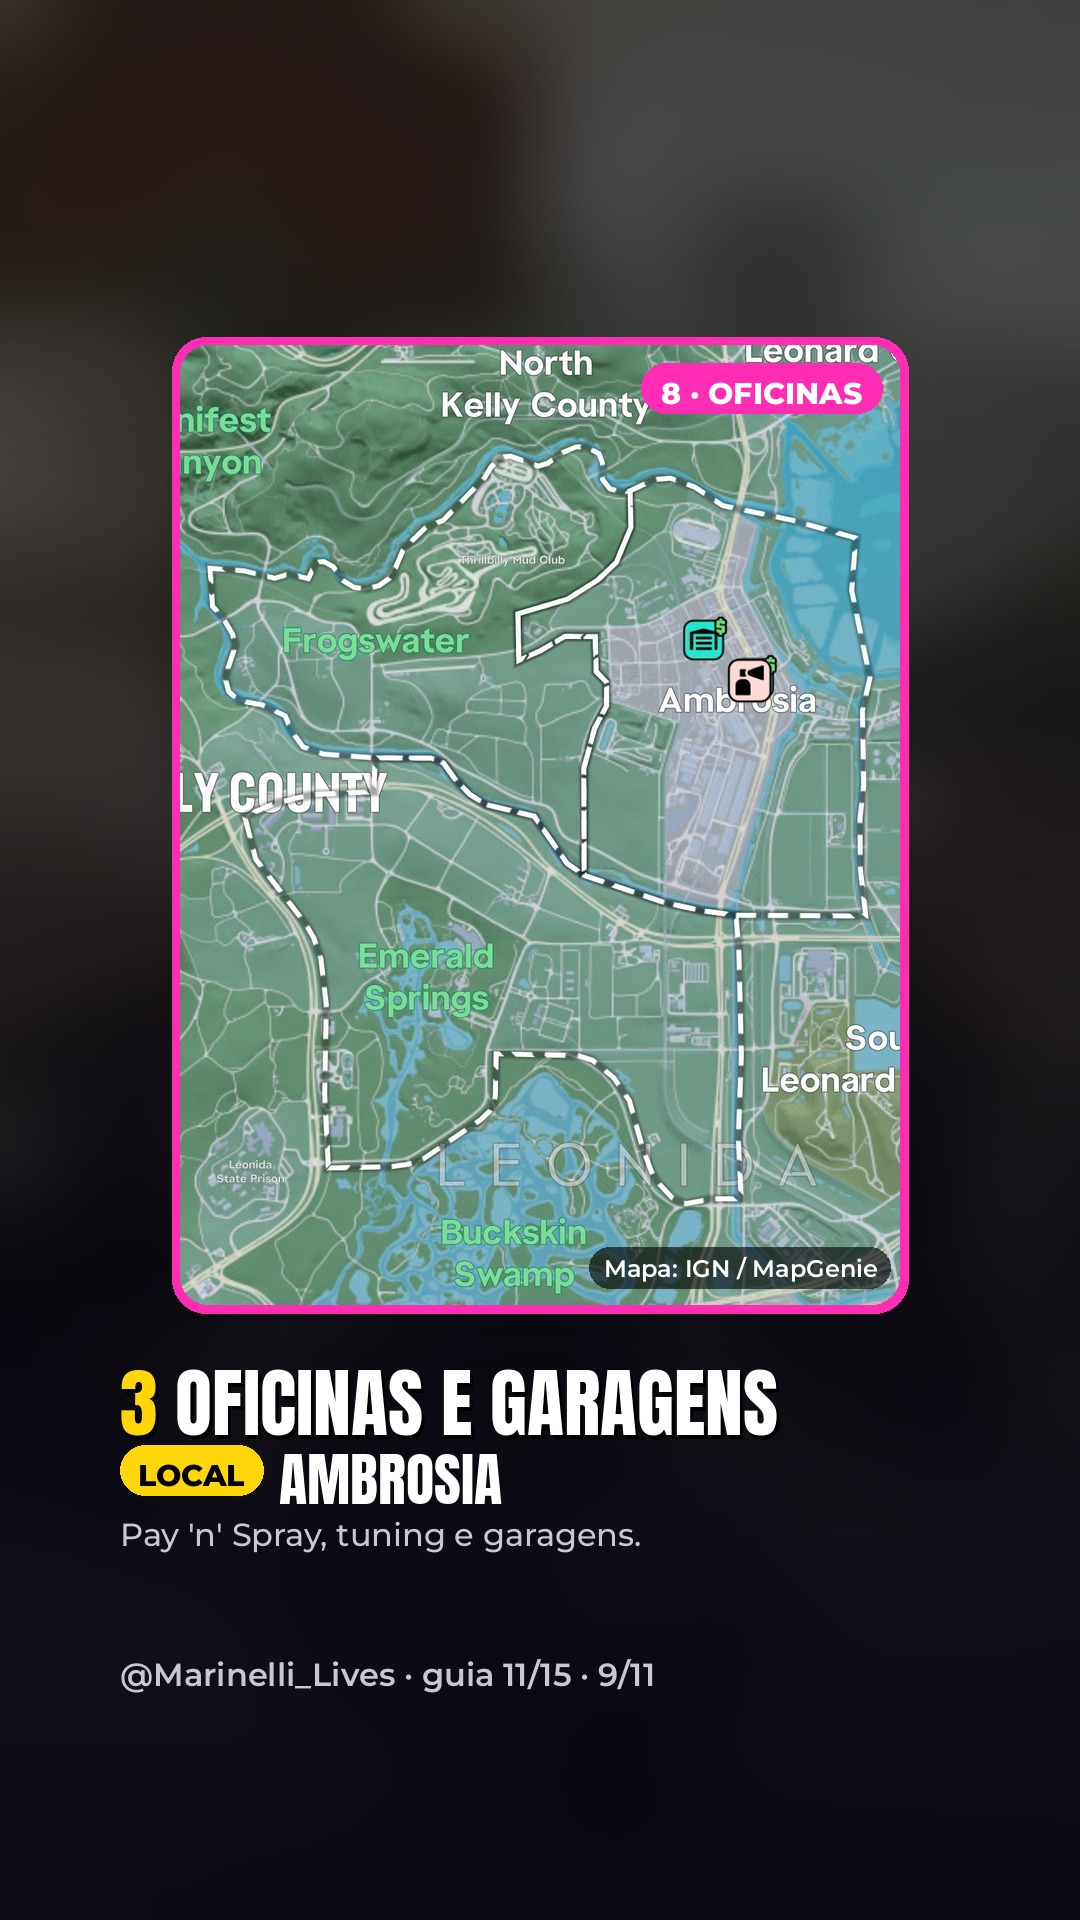 North
Kelly County
Leonard
8 · OFICINAS
nifest
nyon
Thrillbilly Mud Club
Frogswater
Ambrosia
LY COUNTY
Emerald
Springs
Sou
Leonard
LEONIDA
Leonida
State Prison
Buckskin
Swamp
Mapa: IGN / MapGenie
3 OFICINAS E GARAGENS
LOCAL AMBROSIA
Pay 'n' Spray, tuning e garagens.
@Marinelli_Lives · guia 11/15 · 9/11